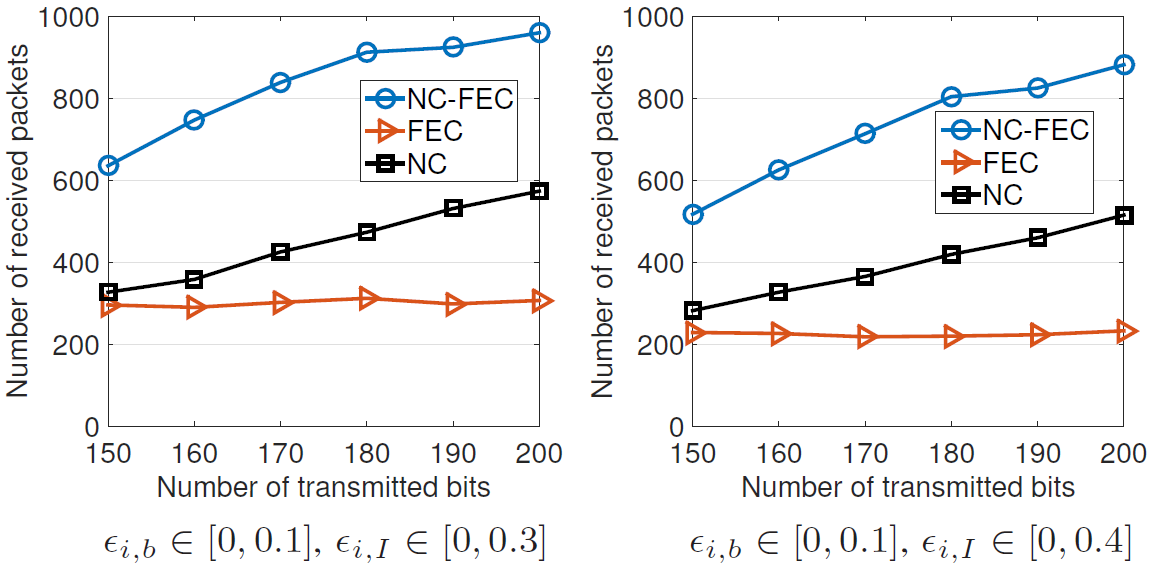 Number of received packets
1000
800
600
400
200
0
150 160 170 180 190 200
Number of transmitted bits
NC-FEC
FEC
NC
ϵ_{i,b} ∈ [0, 0.1], ϵ_{i,I} ∈ [0, 0.3]
Number of received packets
1000
800
600
400
200
0
150 160 170 180 190 200
Number of transmitted bits
NC-FEC
FEC
NC
ϵ_{i,b} ∈ [0, 0.1], ϵ_{i,I} ∈ [0, 0.4]